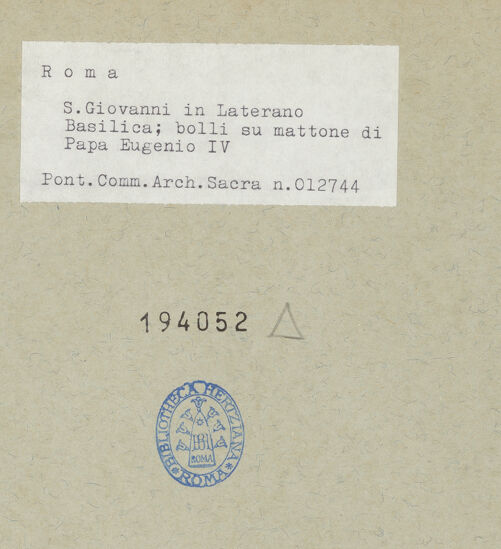 Roma
S.Giovanni in Laterano
Basilica; bolli su mattone di
Papa Eugenio IV
Pont.Comm.Arch.Sacra n.012744
194052
BIBLIOTHECA HERTZIANA
ROMA
ROMA